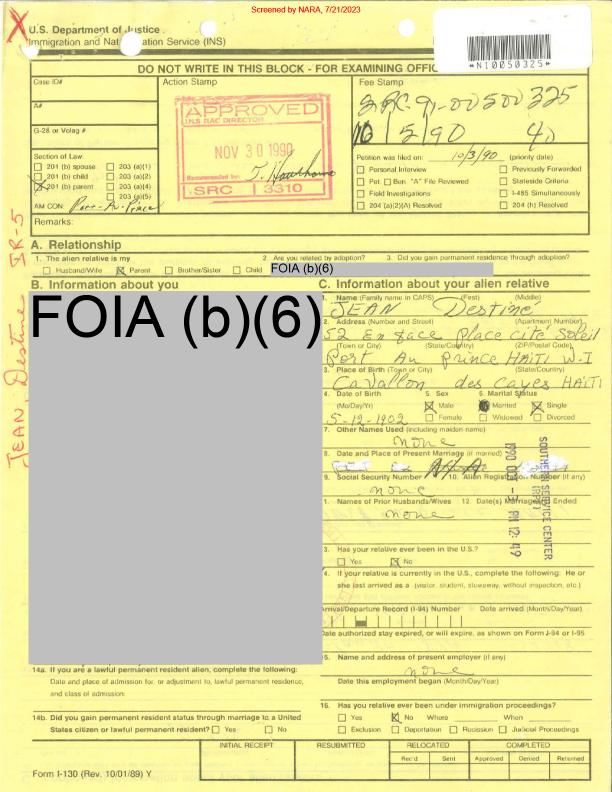 Screened by NARA, 7/21/2023
U.S. Department of Justice
Immigration and Nat ation Service (INS)
*N10050325*
DO NOT WRITE IN THIS BLOCK - FOR EXAMINING OFFIC
Case ID#
Action Stamp
Fee Stamp
A#
G-28 or Volag #
APPROVED
INS RAC DIRECTOR
NOV 30 1990
Recommended by:
SRC 3310
SRC-91-00500325
10/5/90 40
Section of Law:
201 (b) spouse 203 (a)(1)
201 (b) child 203 (a)(2)
201 (b) parent 203 (a)(4)
203 (a)(5)
AM CON: Port-Au-Prince
Petition was filed on: 10/3/90 (priority date)
Personal Interview Previously Forwarded
Pet. Ben. "A" File Reviewed Stateside Criteria
Field Investigations I-485 Simultaneously
204 (a)(2)(A) Resolved 204 (h) Resolved
Remarks:
A. Relationship
1. The alien relative is my
Husband/Wife Parent Brother/Sister Child
2. Are you related by adoption?
FOIA (b)(6)
3. Did you gain permanent residence through adoption?
B. Information about you
FOIA (b)(6)
JEAN, Destine IR-5
C. Information about your alien relative
1. Name (Family name in CAPS) (First) (Middle)
JEAN Destine
2. Address (Number and Street) (Apartment Number)
52 En face Place cité Soleil
(Town or City) (State/Country) (ZIP/Postal Code)
Port Au Prince HAITI W-I
3. Place of Birth (Town or City) (State/Country)
Cavallon des cayes HAITI
4. Date of Birth 5. Sex 6. Marital Status
(Mo/Day/Yr) Male Married Single
5-12-1902 Female Widowed Divorced
7. Other Names Used (including maiden name)
none
8. Date and Place of Present Marriage (if married)
9. Social Security Number 10. Alien Registration Number (if any)
none
1. Names of Prior Husbands/Wives 12. Date(s) Marriage(s) Ended
none
1990 OCT -3 PM 12:49
SOUTHERN SERVICE CENTER
3. Has your relative ever been in the U.S.?
Yes No
4. If your relative is currently in the U.S., complete the following: He or
she last arrived as a (visitor, student, stowaway, without inspection, etc.)
Arrival/Departure Record (I-94) Number Date arrived (Month/Day/Year)
Date authorized stay expired, or will expire, as shown on Form I-94 or I-95
5. Name and address of present employer (if any)
none
Date this employment began (Month/Day/Year)
14a. If you are a lawful permanent resident alien, complete the following:
Date and place of admission for, or adjustment to, lawful permanent residence,
and class of admission:
16. Has your relative ever been under immigration proceedings?
Yes No Where When
Exclusion Deportation Recission Judicial Proceedings
14b. Did you gain permanent resident status through marriage to a United
States citizen or lawful permanent resident? Yes No
INITIAL RECEIPT RESUBMITTED RELOCATED COMPLETED
Rec'd Sent Approved Denied Returned
Form I-130 (Rev. 10/01/89) Y